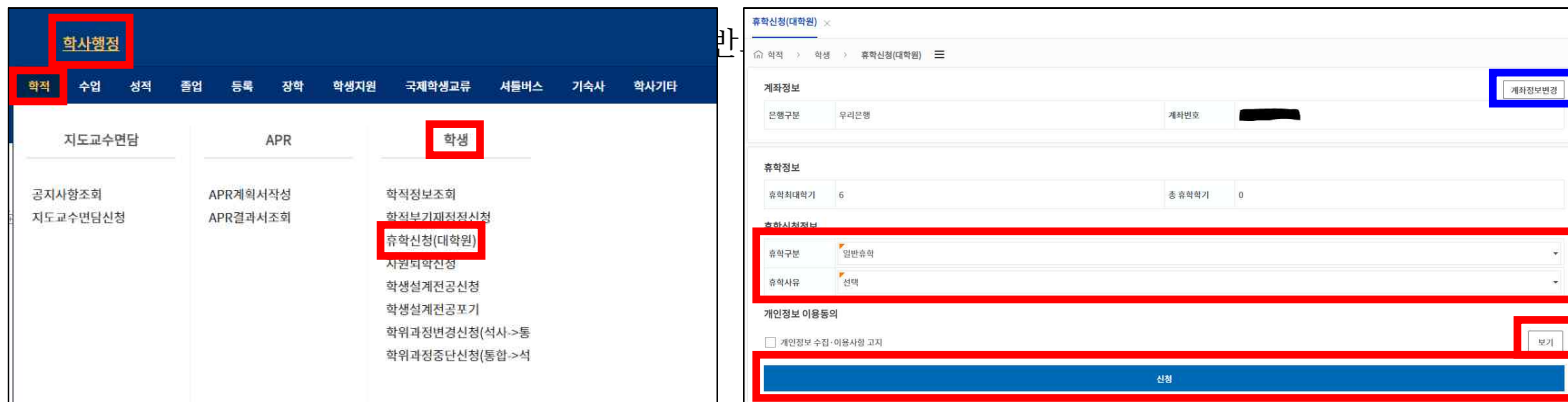 학사행정
학적 수업 성적 졸업 등록 장학 학생지원 국제학생교류 셔틀버스 기숙사 학사기타
지도교수면담 APR 학생
공지사항조회 APR계획서작성 학적정보조회
지도교수면담신청 APR결과서조회 학적부기재정정신청
휴학신청(대학원)
자원퇴학신청
학생설계전공신청
학생설계전공포기
학위과정변경신청(석사->통
학위과정중단신청(통합->석
반
휴학신청(대학원) ×
학적 > 학생 > 휴학신청(대학원)
계좌정보 계좌정보변경
은행구분 우리은행 계좌번호
휴학정보
휴학최대학기 6 총 휴학학기 0
휴학신청정보
휴학구분 일반휴학
휴학사유 선택
개인정보 이용동의
개인정보 수집·이용사항 고지 보기
신청